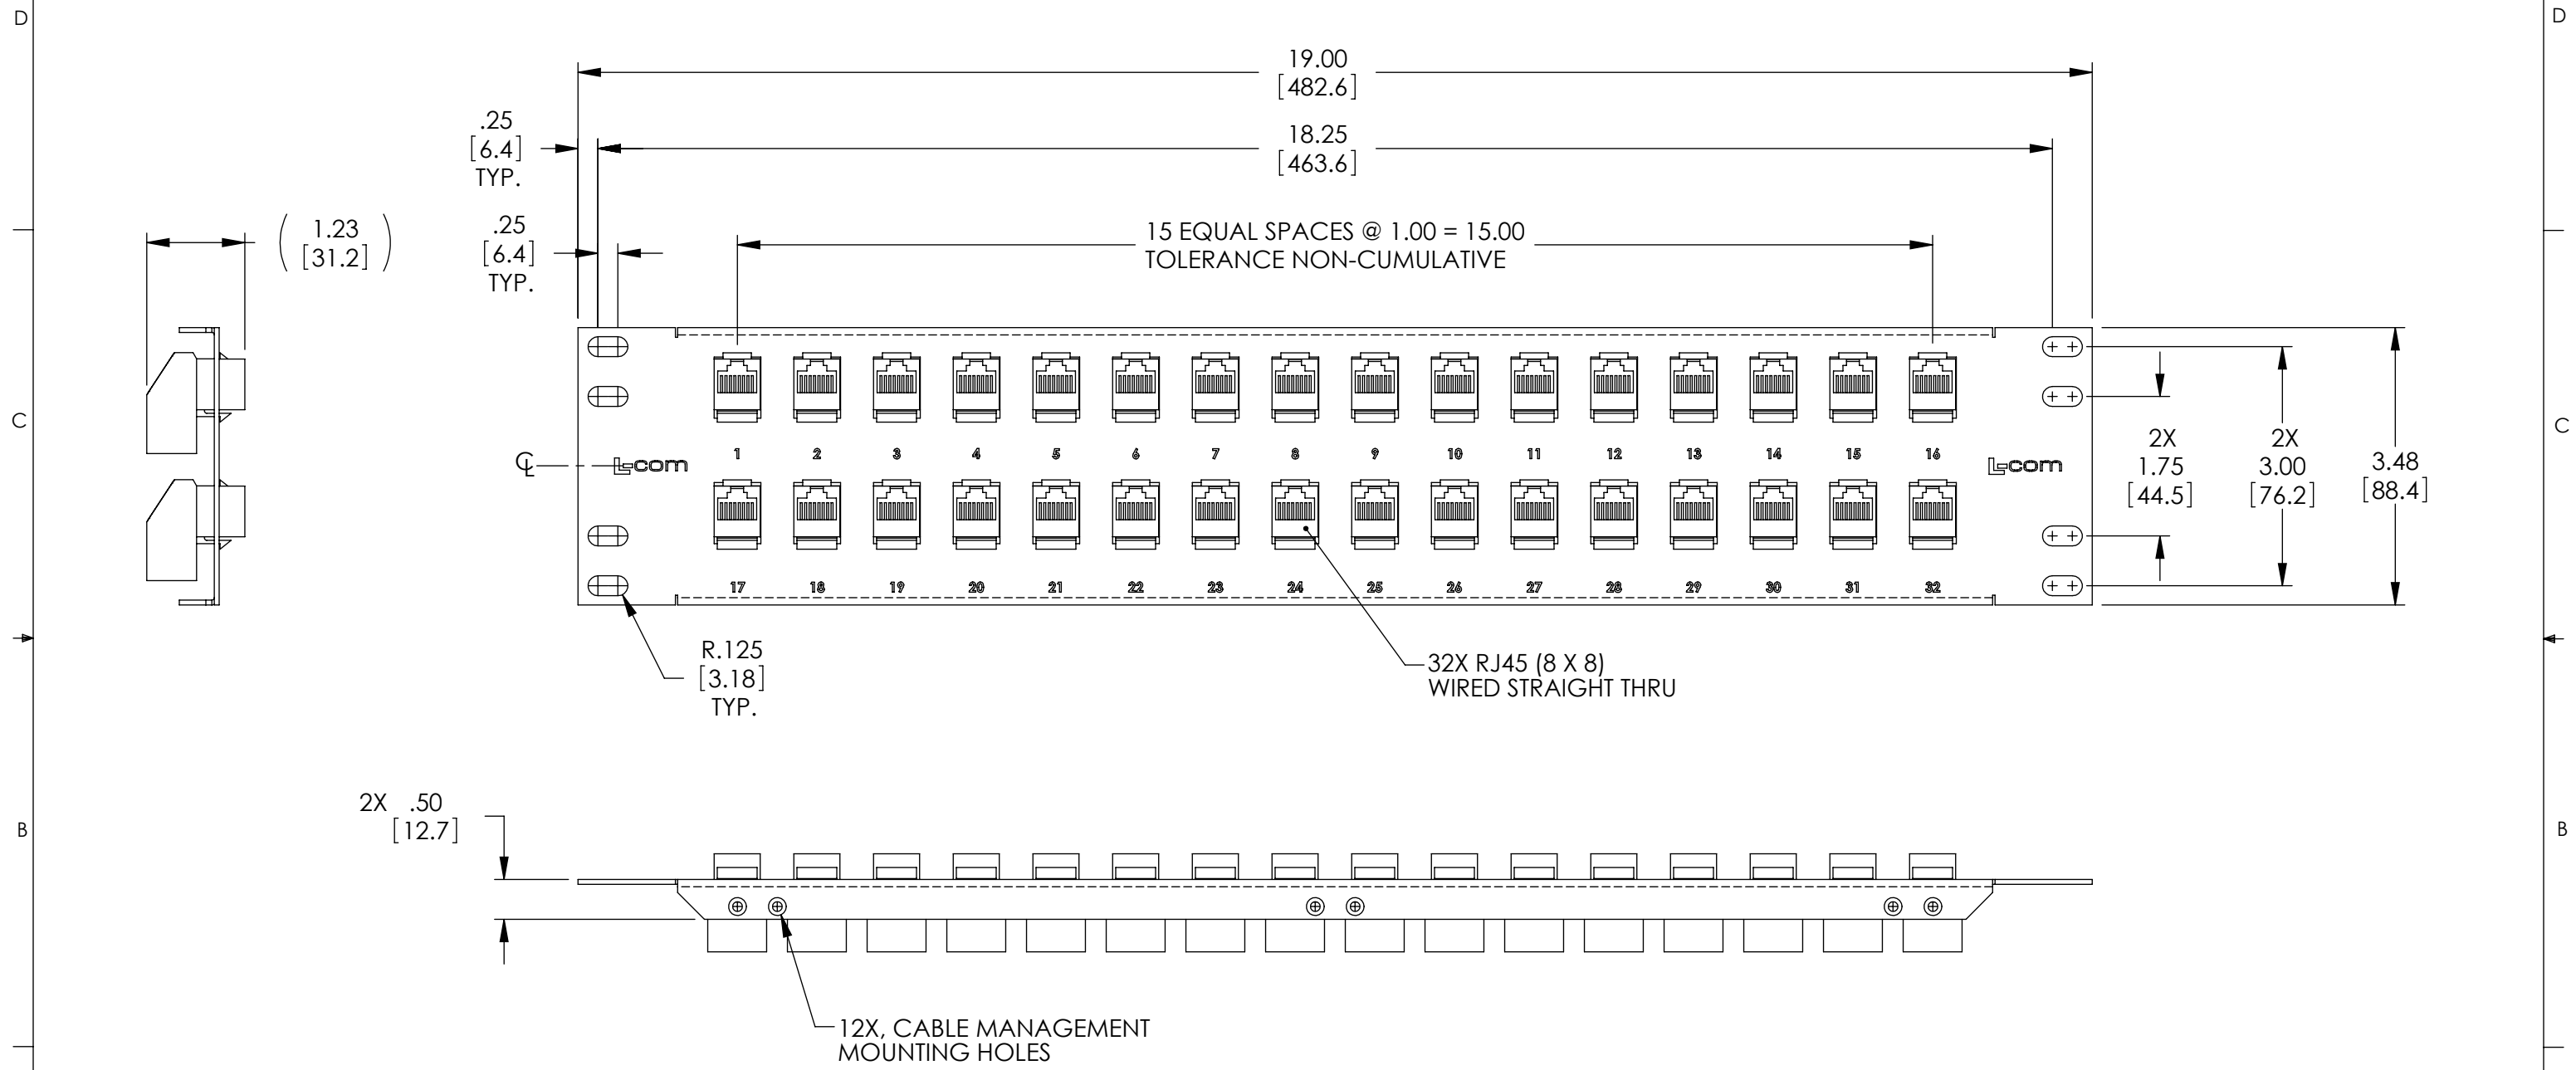 D
D
19.00
[482.6]
.25
[6.4]
TYP.
18.25
[463.6]
.25
[6.4]
TYP.
15 EQUAL SPACES @ 1.00 = 15.00
TOLERANCE NON-CUMULATIVE
( 1.23 )
[31.2]
C
C
1 2 3 4 5 6 7 8 9 10 11 12 13 14 15 16
℄
L-com
L-com
2X
1.75
[44.5]
2X
3.00
[76.2]
3.48
[88.4]
17 18 19 20 21 22 23 24 25 26 27 28 29 30 31 32
R.125
[3.18]
TYP.
32X RJ45 (8 X 8)
WIRED STRAIGHT THRU
2X .50
[12.7]
B
B
12X, CABLE MANAGEMENT
MOUNTING HOLES